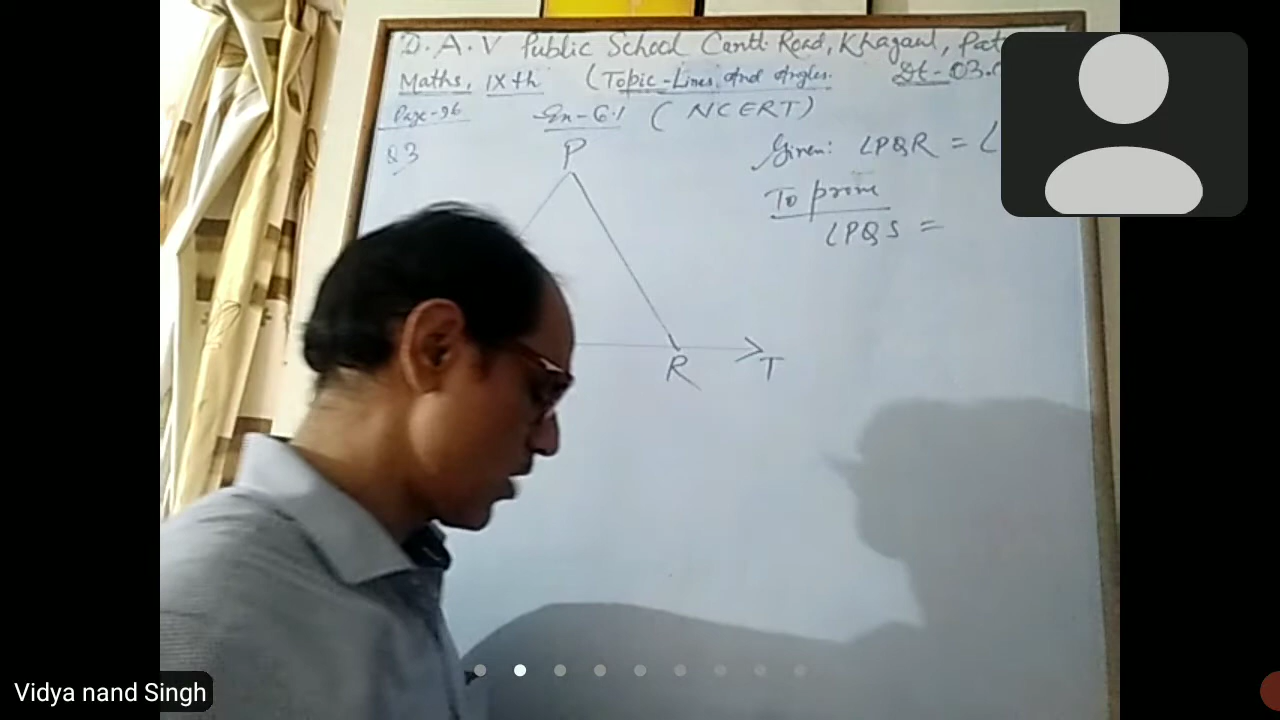 D.A.V Public School Cantt. Road, Khagaul, Pat
Maths, IXth (Topic-Lines, And Angles. Dt-03.
Page-96 Ex-6.1 (NCERT)
Q3 P Given: ∠PQR = ∠
To prove
∠PQS =
R T
Vidya nand Singh